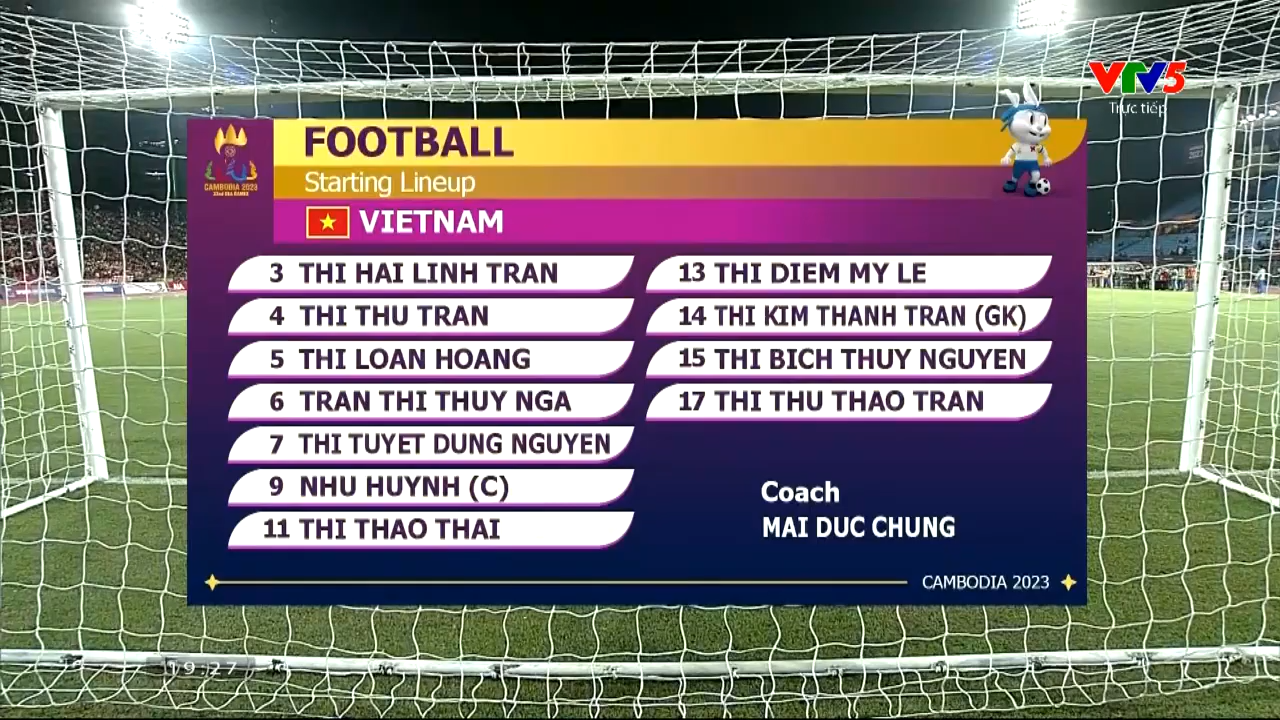 VTV5
Trực tiếp
CAMBODIA 2023
FOOTBALL
Starting Lineup
VIETNAM
3 THI HAI LINH TRAN
4 THI THU TRAN
5 THI LOAN HOANG
6 TRAN THI THUY NGA
7 THI TUYET DUNG NGUYEN
9 NHU HUYNH (C)
11 THI THAO THAI
13 THI DIEM MY LE
14 THI KIM THANH TRAN (GK)
15 THI BICH THUY NGUYEN
17 THI THU THAO TRAN
Coach
MAI DUC CHUNG
CAMBODIA 2023
19:27